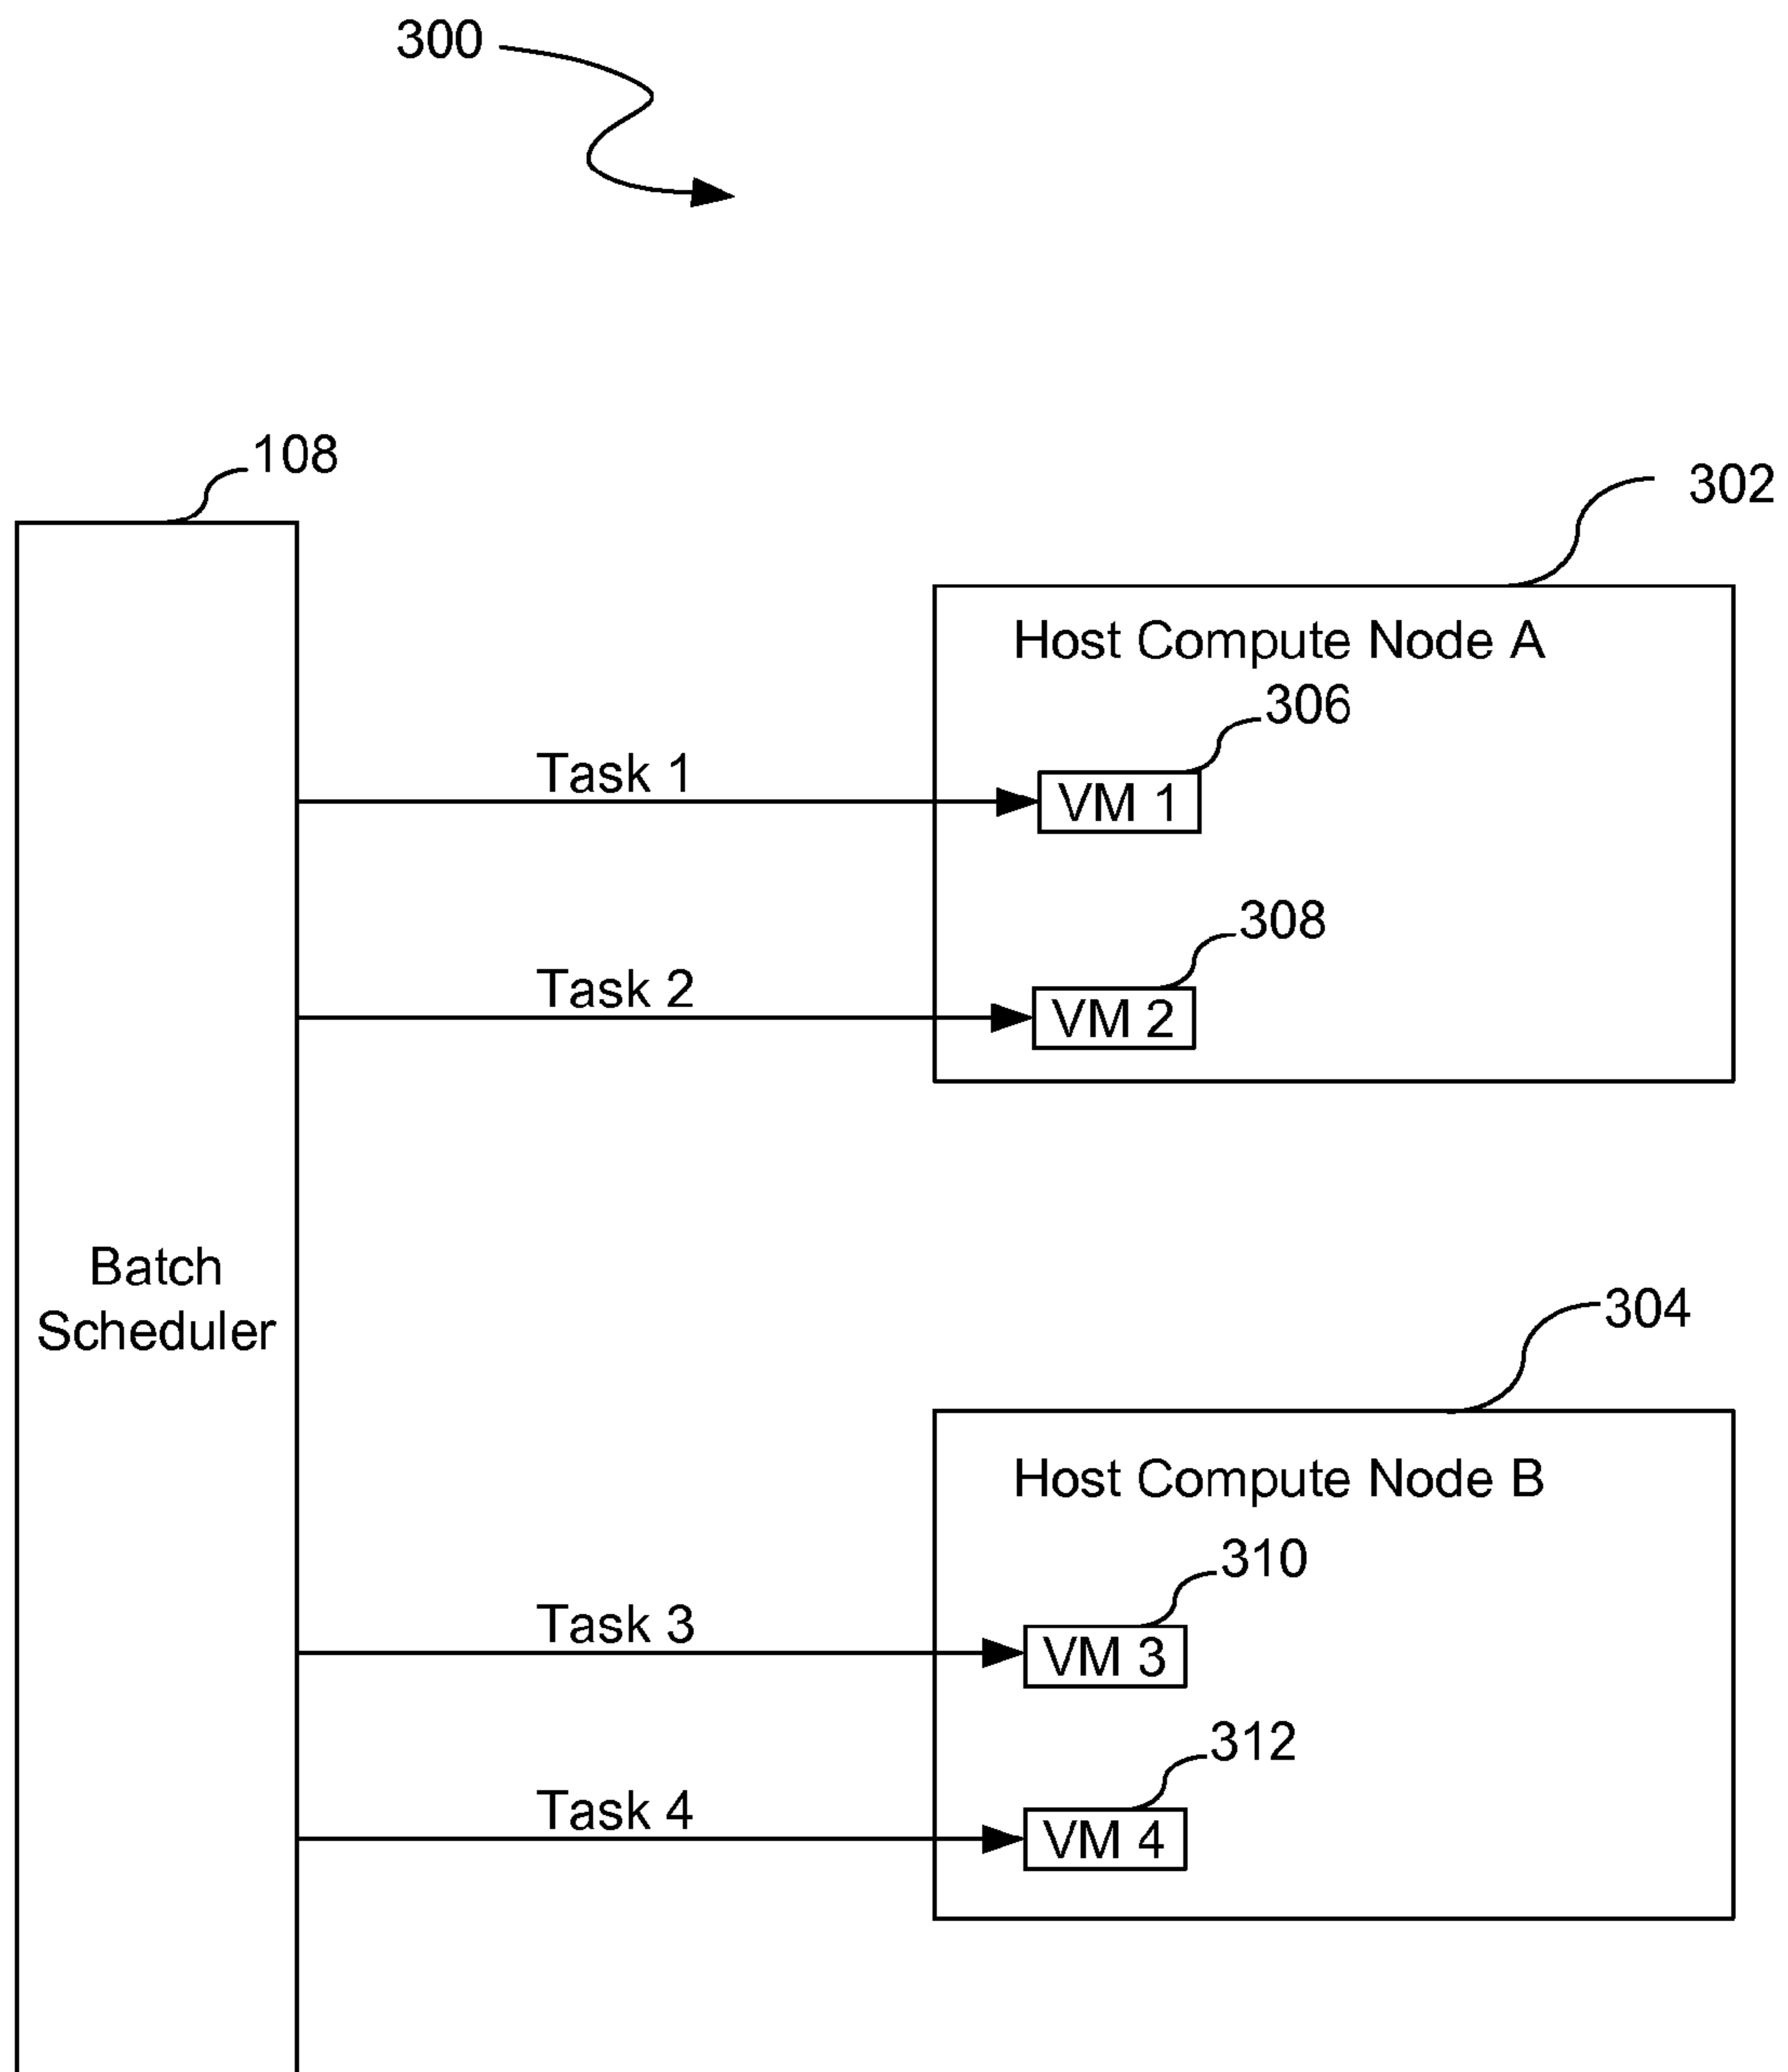 300
108
302
Host Compute Node A
306
Task 1
VM 1
308
Task 2
VM 2
Batch
Scheduler
304
Host Compute Node B
310
Task 3
VM 3
312
Task 4
VM 4